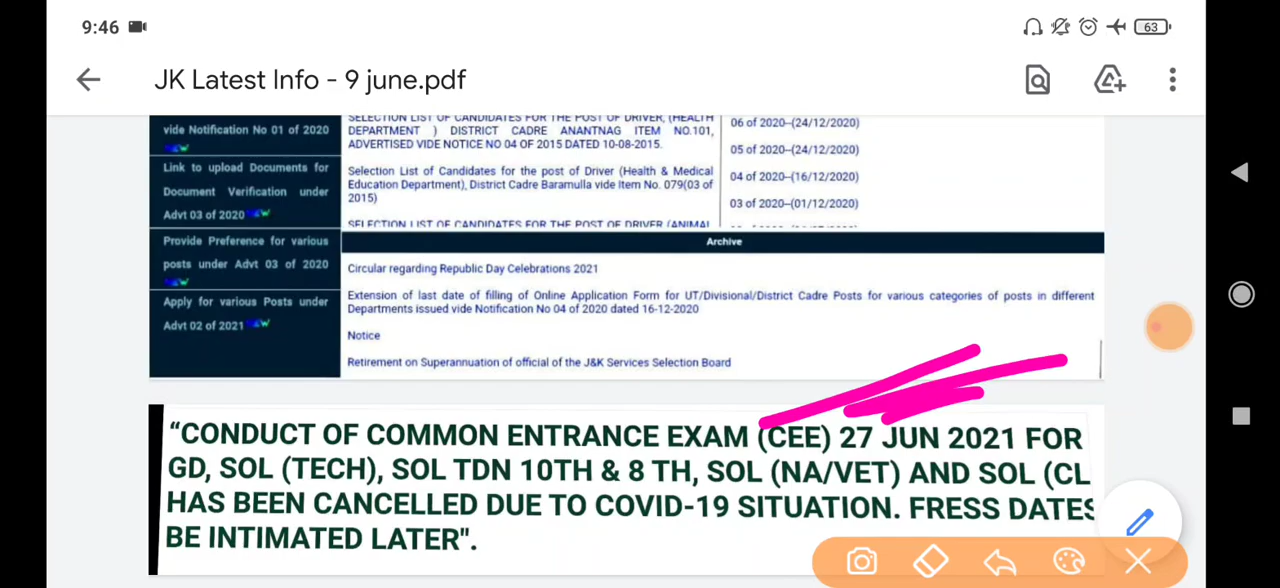 9:46
63
JK Latest Info - 9 june.pdf
vide Notification No 01 of 2020
Link to upload Documents for
Document Verification under
Advt 03 of 2020
Provide Preference for various
posts under Advt 03 of 2020
Apply for various Posts under
Advt 02 of 2021
SELECTION LIST OF CANDIDATES FOR THE POST OF DRIVER, (HEALTH
DEPARTMENT ) DISTRICT CADRE ANANTNAG ITEM NO.101,
ADVERTISED VIDE NOTICE NO 04 OF 2015 DATED 10-08-2015.
Selection List of Candidates for the post of Driver (Health & Medical
Education Department), District Cadre Baramulla vide Item No. 079(03 of
2015)
SELECTION LIST OF CANDIDATES FOR THE POST OF DRIVER (ANIMAL
06 of 2020--(24/12/2020)
05 of 2020--(24/12/2020)
04 of 2020--(16/12/2020)
03 of 2020--(01/12/2020)
Archive
Circular regarding Republic Day Celebrations 2021
Extension of last date of filling of Online Application Form for UT/Divisional/District Cadre Posts for various categories of posts in different
Departments issued vide Notification No 04 of 2020 dated 16-12-2020
Notice
Retirement on Superannuation of official of the J&K Services Selection Board
“CONDUCT OF COMMON ENTRANCE EXAM (CEE) 27 JUN 2021 FOR
GD, SOL (TECH), SOL TDN 10TH & 8 TH, SOL (NA/VET) AND SOL (CL
HAS BEEN CANCELLED DUE TO COVID-19 SITUATION. FRESS DATES
BE INTIMATED LATER".